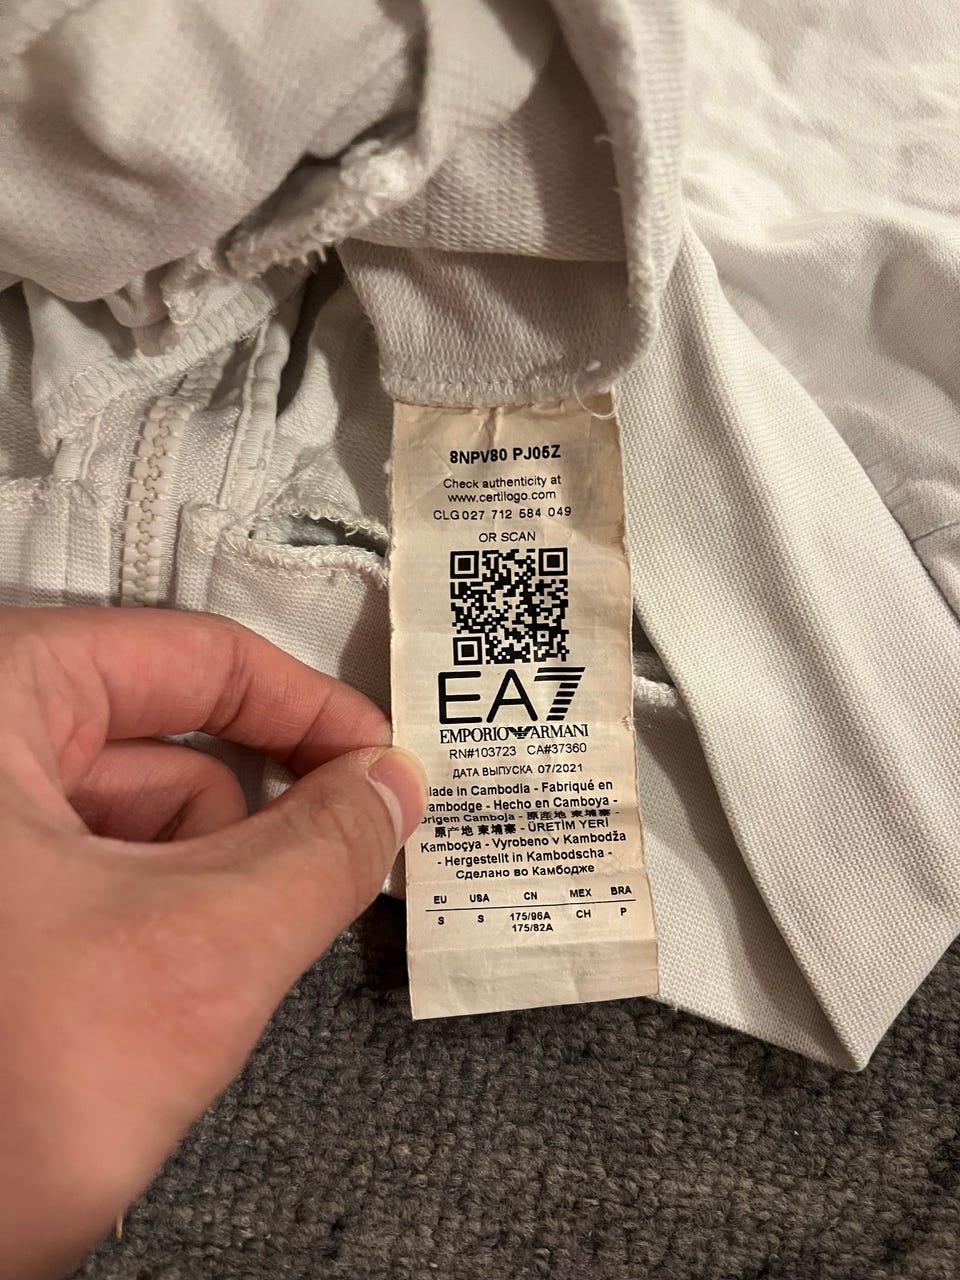 8NPV80 PJ05Z
Check authenticity at
www.certilogo.com
CLG 027 712 584 049
OR SCAN
EA7
EMPORIO ARMANI
RN#103723 CA#37360
ДАТА ВЫПУСКА 07/2021
ade in Cambodia - Fabriqué en
ambodge - Hecho en Camboya -
origem Camboja - 原産地 柬埔寨 -
原产地 柬埔寨 - ÜRETİM YERİ
Kamboçya - Vyrobeno v Kambodža
- Hergestellt in Kambodscha -
Сделано во Камбодже
EU USA CN MEX BRA
S S 175/96A CH P
175/82A